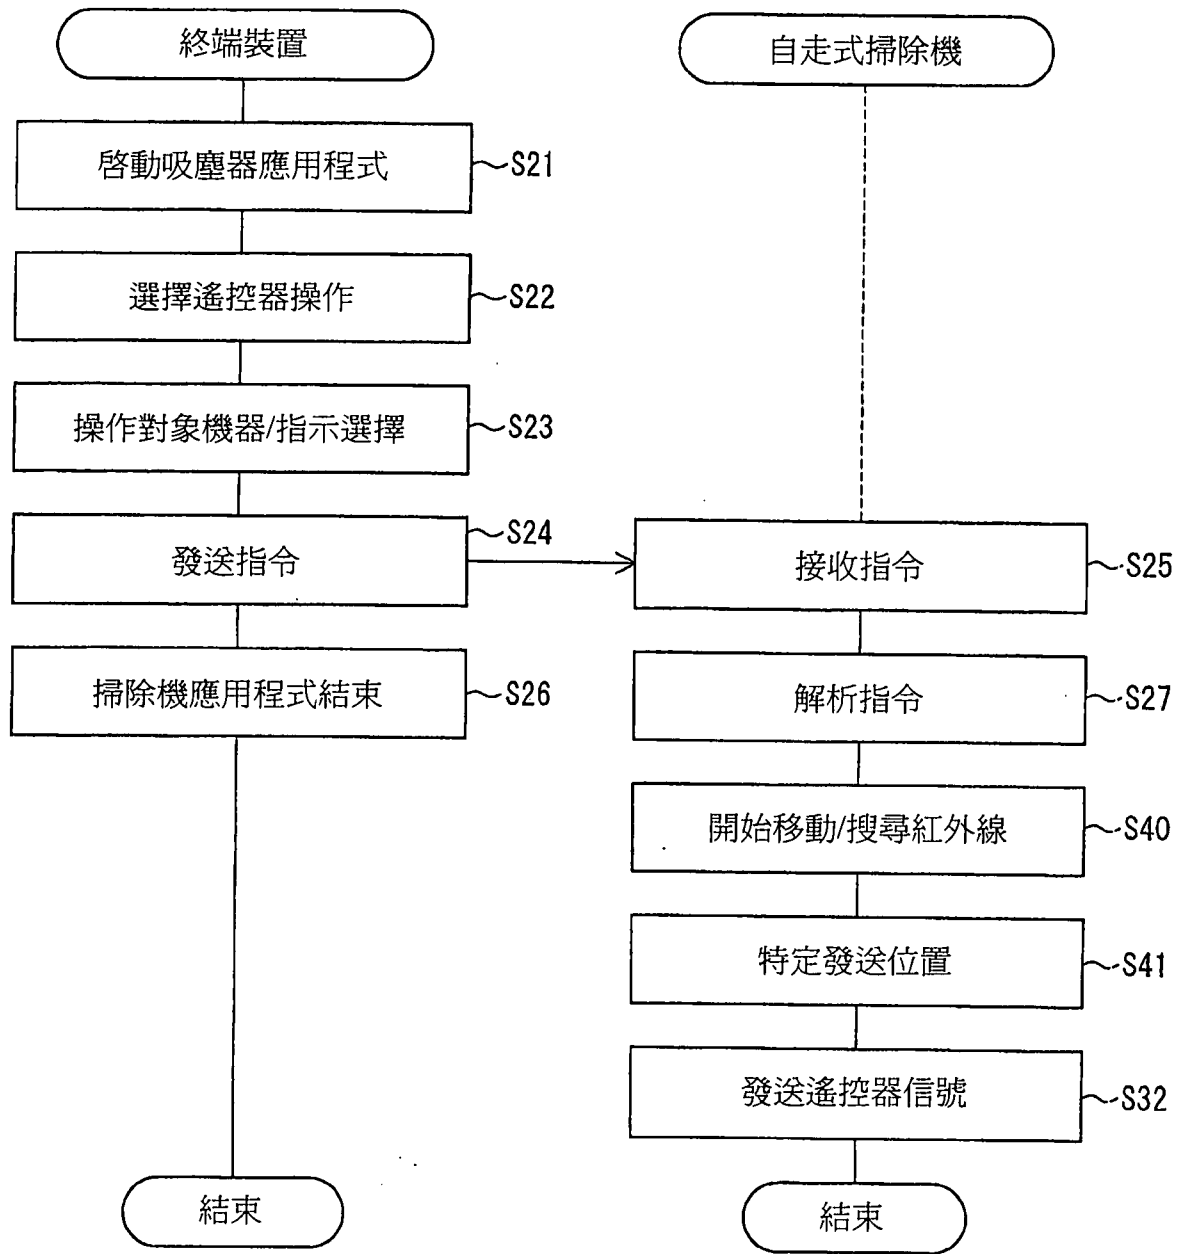 終端裝置
啓動吸塵器應用程式
S21
選擇遙控器操作
S22
操作對象機器/指示選擇
S23
發送指令
S24
掃除機應用程式結束
S26
結束
自走式掃除機
接收指令
S25
解析指令
S27
開始移動/搜尋紅外線
S40
特定發送位置
S41
發送遙控器信號
S32
結束